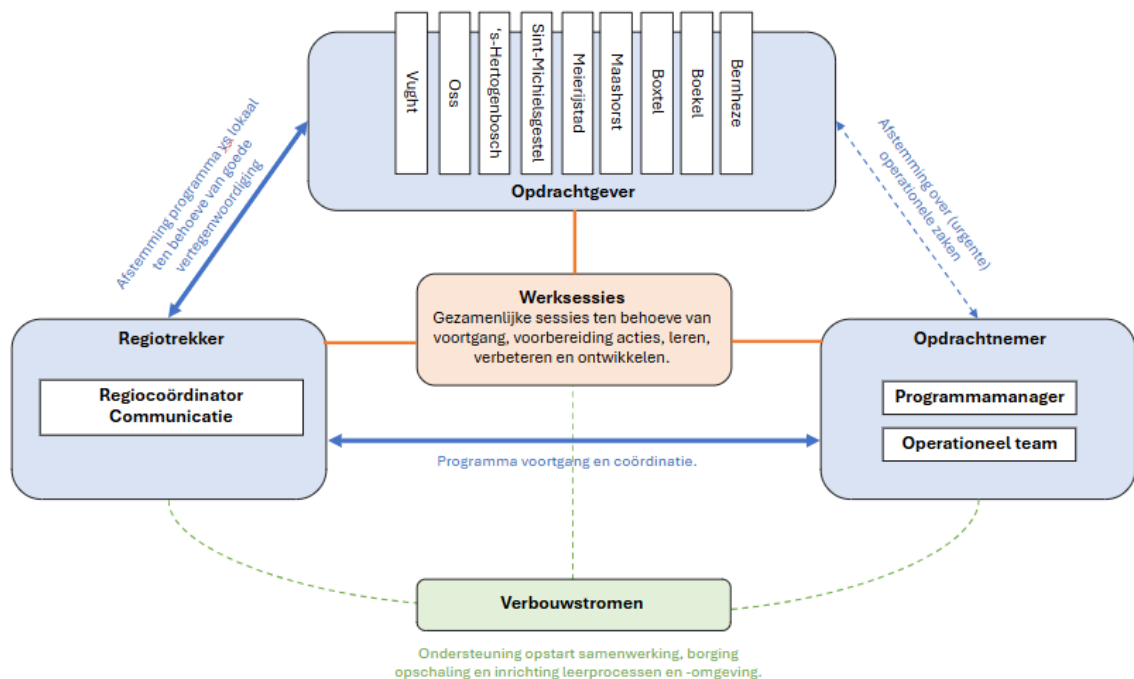 Vught
Oss
's-Hertogenbosch
Sint-Michielsgestel
Meierijstad
Maashorst
Boxtel
Boekel
Bernheze
Opdrachtgever
Afstemming programma vs lokaal
ten behoeve van goede
vertegenwoordiging
Afstemming over (urgente)
operationele zaken
Werksessies
Gezamenlijke sessies ten behoeve van
voortgang, voorbereiding acties, leren,
verbeteren en ontwikkelen.
Regiotrekker
Regiocoördinator
Communicatie
Opdrachtnemer
Programmamanager
Operationeel team
Programma voortgang en coördinatie.
Verbouwstromen
Ondersteuning opstart samenwerking, borging
opschaling en inrichting leerprocessen en -omgeving.